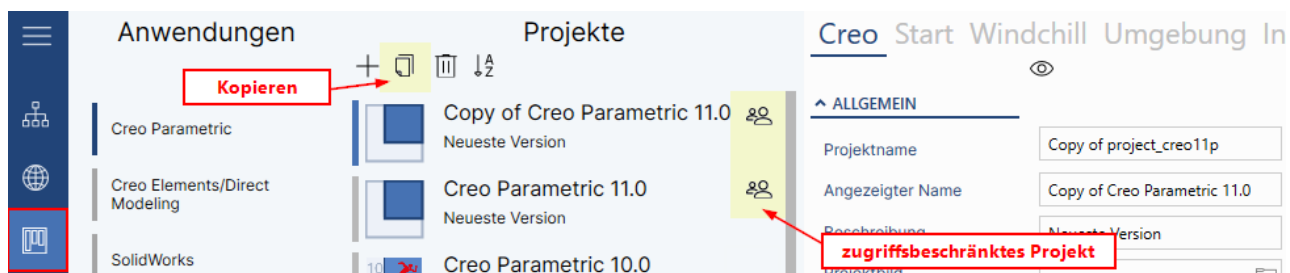 Anwendungen
Projekte
Creo Start Windchill Umgebung In
Kopieren
Creo Parametric
Creo Elements/Direct
Modeling
SolidWorks
Copy of Creo Parametric 11.0
Neueste Version
Creo Parametric 11.0
Neueste Version
10
Creo Parametric 10.0
ALLGEMEIN
Projektname
Copy of project_creo11p
Angezeigter Name
Copy of Creo Parametric 11.0
Beschreibung
Neueste Version
zugriffsbeschränktes Projekt
Projektbild